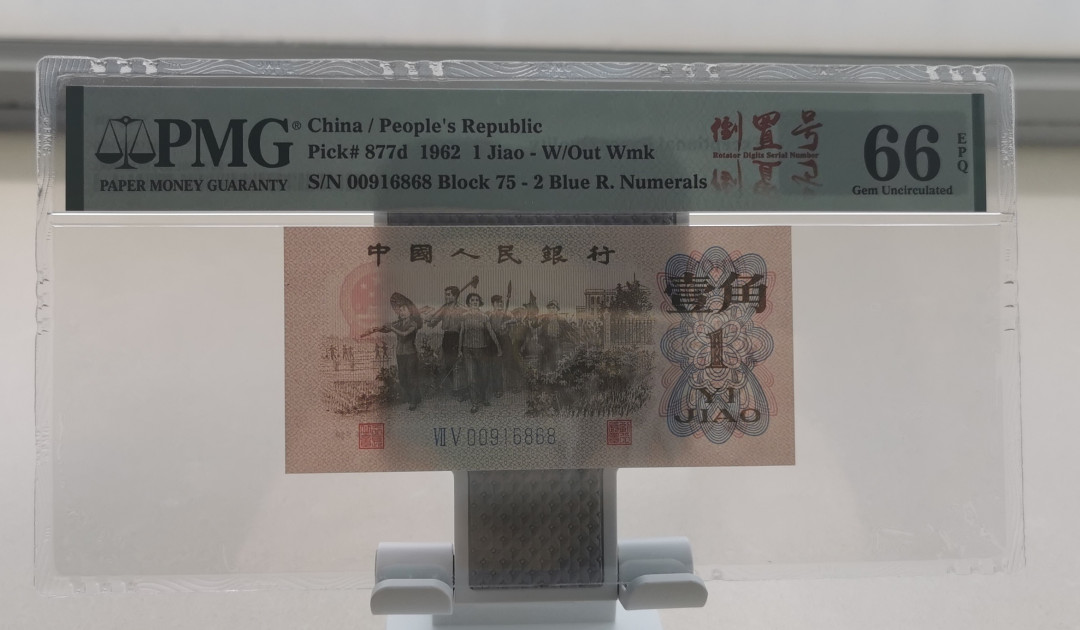 PMG®
PAPER MONEY GUARANTY
China / People's Republic
Pick# 877d 1962 1 Jiao - W/Out Wmk
S/N 00916868 Block 75 - 2 Blue R. Numerals
倒置号
Rotator Digits Serial Number
66
EPQ
Gem Uncirculated
中國人民銀行
壹角
1
YI
JIAO
VII V 00916868